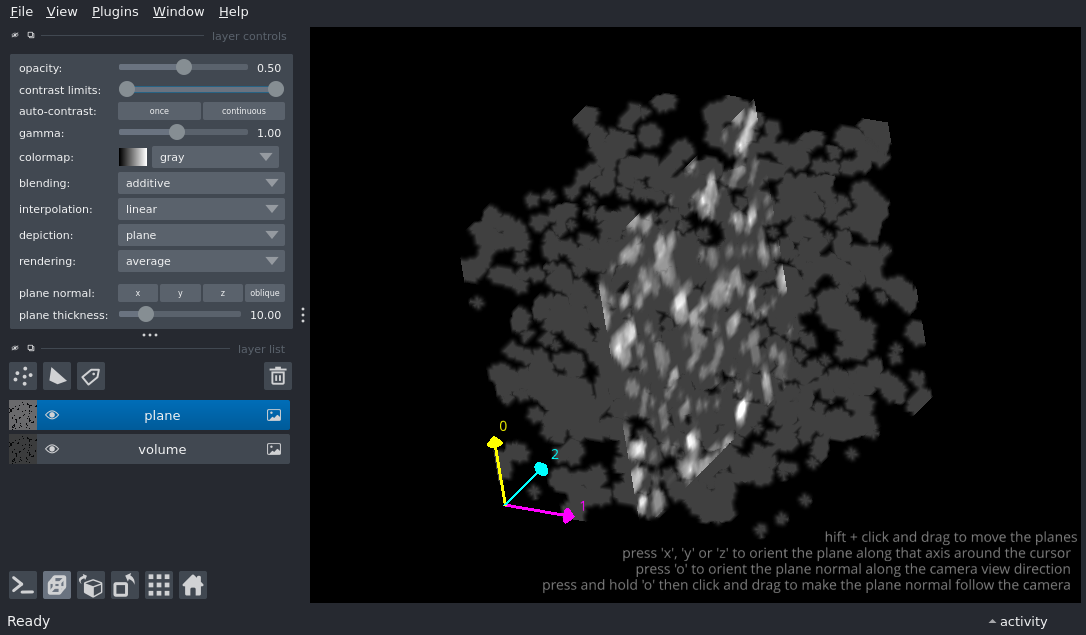 File View Plugins Window Help
layer controls
opacity: 0.50
contrast limits:
auto-contrast: once continuous
gamma: 1.00
colormap: gray
blending: additive
interpolation: linear
depiction: plane
rendering: average
plane normal: x y z oblique
plane thickness: 10.00
layer list
plane
volume
0
2
1
hift + click and drag to move the planes
press 'x', 'y' or 'z' to orient the plane along that axis around the cursor
press 'o' to orient the plane normal along the camera view direction
press and hold 'o' then click and drag to make the plane normal follow the camera
Ready
activity